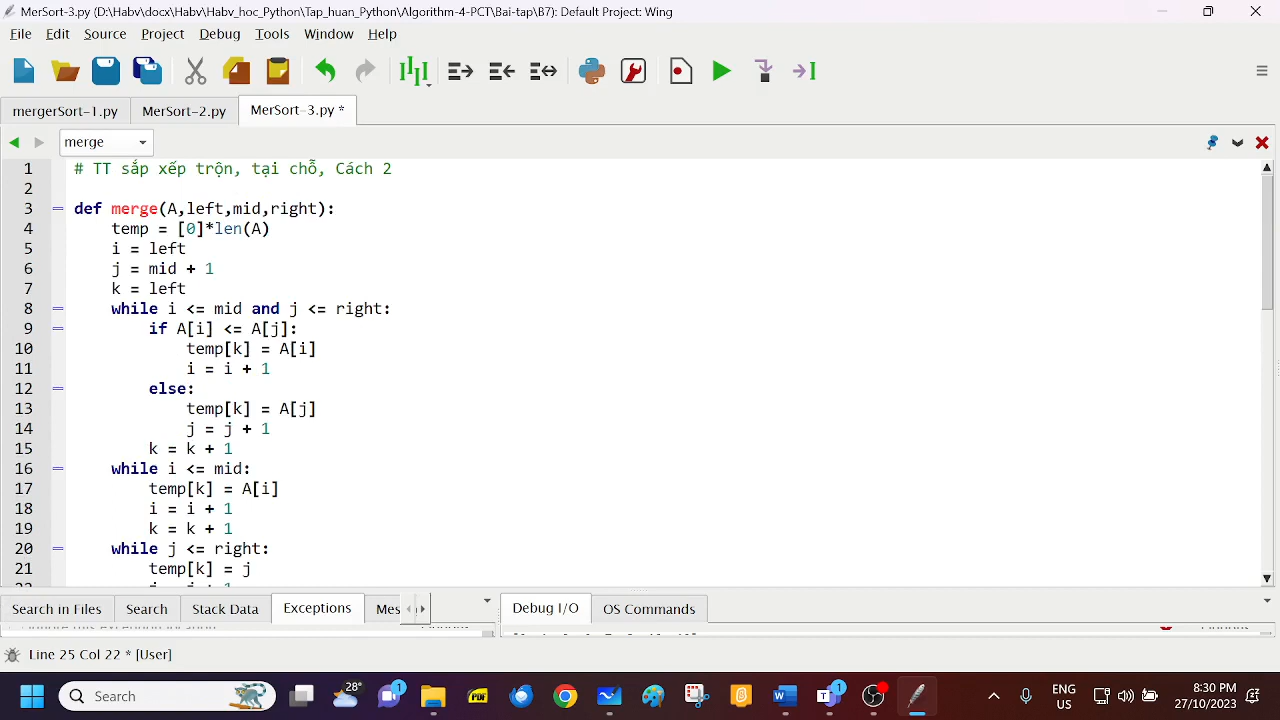 MerSort-3.py (D:\Habv\docx\Habv\Habv_hoc_Python\Tap_huan_Python\Algorithm-4-PCT\Bai-tap\B7): Default Project: Wing
File Edit Source Project Debug Tools Window Help
mergerSort-1.py MerSort-2.py MerSort-3.py *
merge
1 # TT sắp xếp trộn, tại chỗ, Cách 2
2
3 def merge(A,left,mid,right):
4 temp = [0]*len(A)
5 i = left
6 j = mid + 1
7 k = left
8 while i <= mid and j <= right:
9 if A[i] <= A[j]:
10 temp[k] = A[i]
11 i = i + 1
12 else:
13 temp[k] = A[j]
14 j = j + 1
15 k = k + 1
16 while i <= mid:
17 temp[k] = A[i]
18 i = i + 1
19 k = k + 1
20 while j <= right:
21 temp[k] = j
Search in Files Search Stack Data Exceptions Mes Debug I/O OS Commands
Line 25 Col 22 * [User]
Search PDF 28° 1 1 ENG US 8:30 PM 27/10/2023